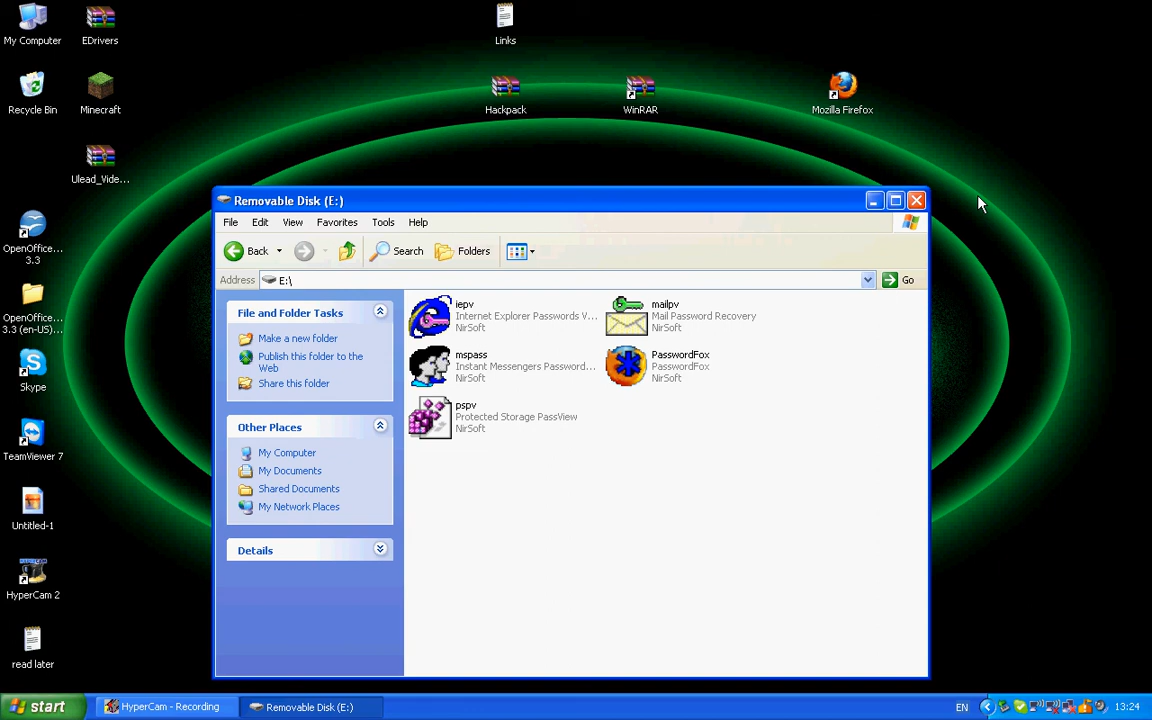 My Computer
EDrivers
Links
Recycle Bin
Minecraft
Hackpack
WinRAR
Mozilla Firefox
Ulead_Vide...
OpenOffice...
3.3
OpenOffice...
3.3 (en-US)...
Skype
TeamViewer 7
Untitled-1
HyperCam 2
read later
Removable Disk (E:)
File Edit View Favorites Tools Help
Back Search Folders
Address E:\ Go
File and Folder Tasks
Make a new folder
Publish this folder to the
Web
Share this folder
Other Places
My Computer
My Documents
Shared Documents
My Network Places
Details
iepv
Internet Explorer Passwords V...
NirSoft
mailpv
Mail Password Recovery
NirSoft
mspass
Instant Messengers Password...
NirSoft
PasswordFox
PasswordFox
NirSoft
pspv
Protected Storage PassView
NirSoft
start HyperCam - Recording Removable Disk (E:) EN 13:24